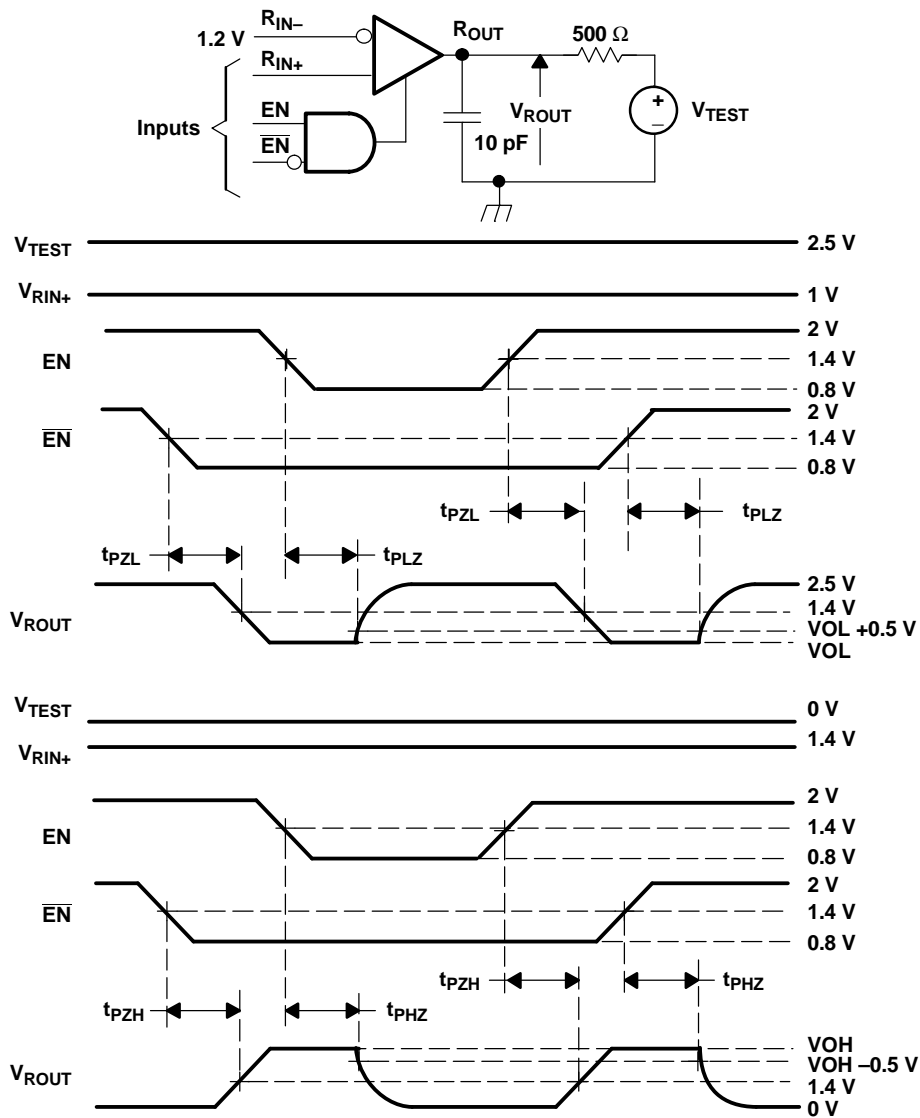 R_IN–
1.2 V
R_IN+
R_OUT
500 Ω
EN
Inputs
E̅N̅
V_ROUT
10 pF
+
–
V_TEST
V_TEST 2.5 V
V_RIN+ 1 V
2 V
EN 1.4 V
0.8 V
2 V
E̅N̅ 1.4 V
0.8 V
t_PZL t_PLZ
t_PZL t_PLZ
2.5 V
1.4 V
V_ROUT VOL +0.5 V
VOL
V_TEST 0 V
V_RIN+ 1.4 V
2 V
EN 1.4 V
0.8 V
2 V
E̅N̅ 1.4 V
0.8 V
t_PZH t_PHZ
t_PZH t_PHZ
VOH
VOH –0.5 V
V_ROUT 1.4 V
0 V